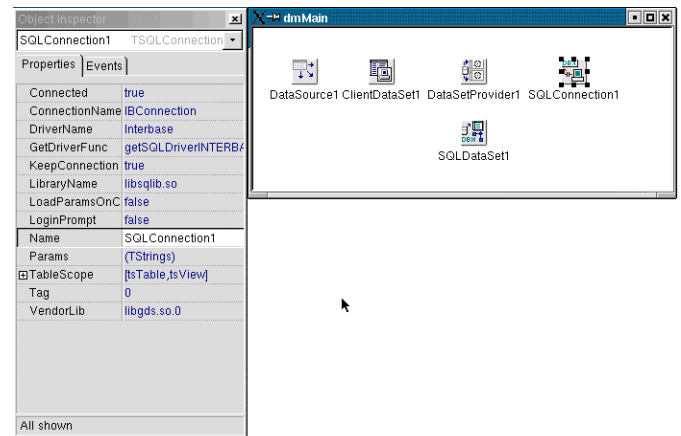 Object Inspector
SQLConnection1 TSQLConnection
Properties Events
Connected true
ConnectionName IBConnection
DriverName Interbase
GetDriverFunc getSQLDriverINTERBA
KeepConnection true
LibraryName libsqlib.so
LoadParamsOnC false
LoginPrompt false
Name SQLConnection1
Params (TStrings)
TableScope [tsTable,tsView]
Tag 0
VendorLib libgds.so.0
All shown
dmMain
DataSource1 ClientDataSet1 DataSetProvider1 SQLConnection1
DBX
SQLDataSet1